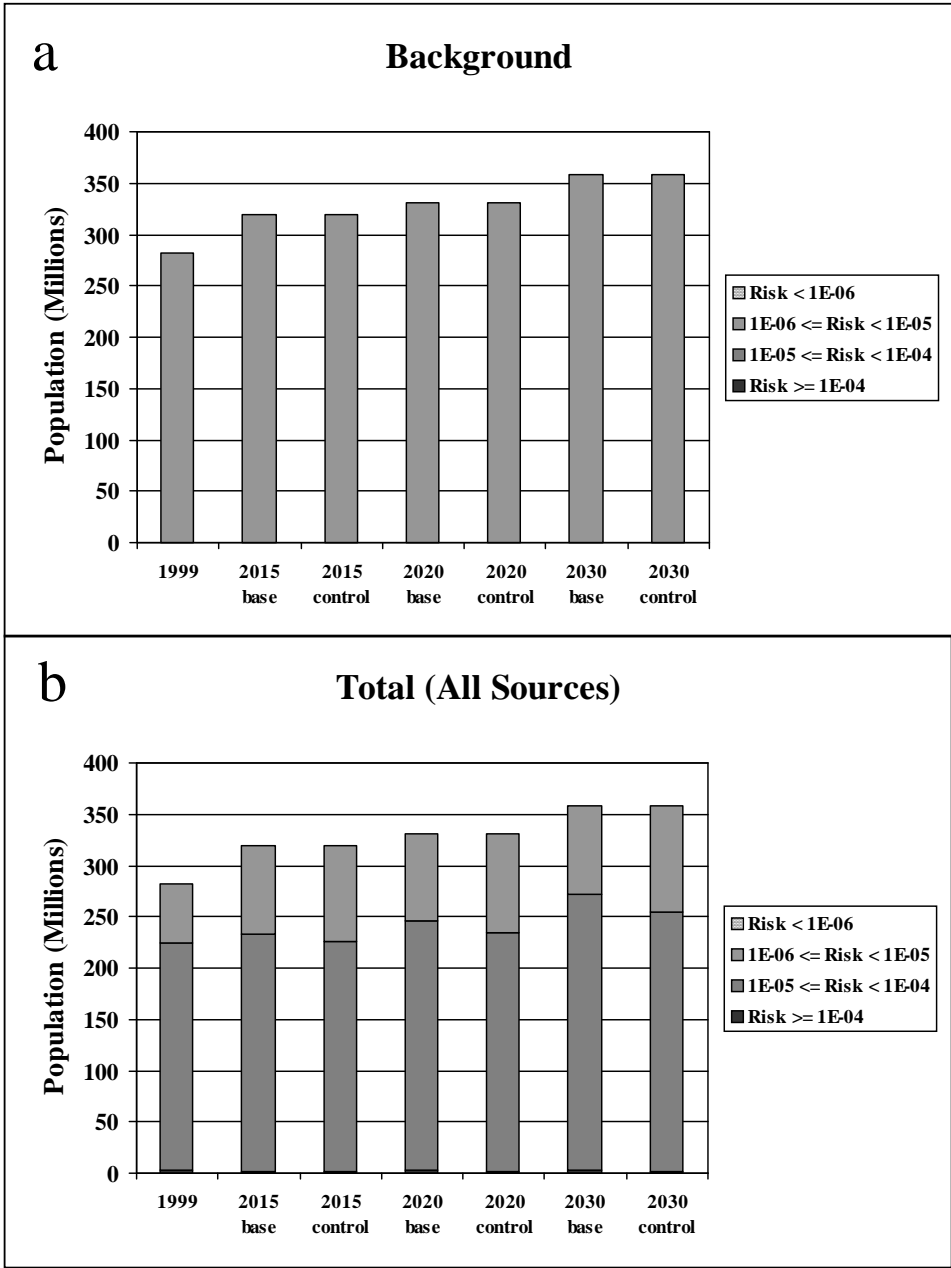 a
Background
Population (Millions)
400
350
300
250
200
150
100
50
0
1999
2015 base
2015 control
2020 base
2020 control
2030 base
2030 control
Risk < 1E-06
1E-06 <= Risk < 1E-05
1E-05 <= Risk < 1E-04
Risk >= 1E-04
b
Total (All Sources)
Population (Millions)
400
350
300
250
200
150
100
50
0
1999
2015 base
2015 control
2020 base
2020 control
2030 base
2030 control
Risk < 1E-06
1E-06 <= Risk < 1E-05
1E-05 <= Risk < 1E-04
Risk >= 1E-04